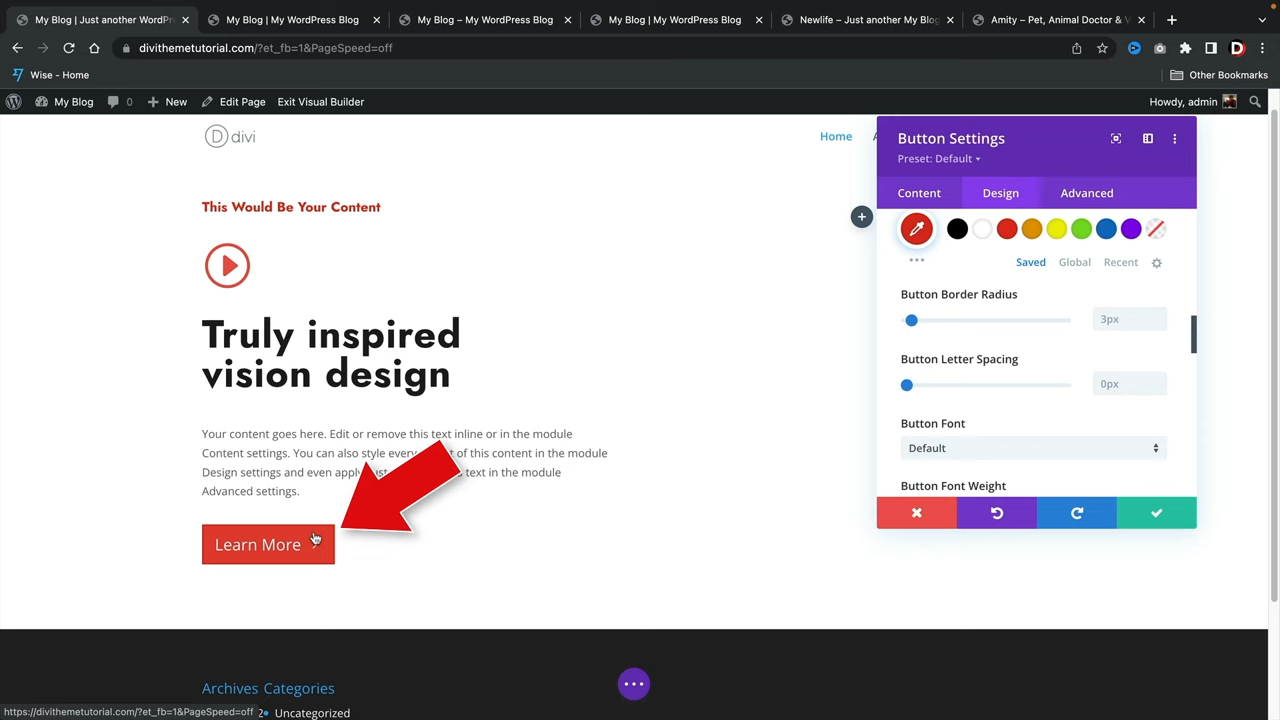 My Blog | Just another WordPr
My Blog | My WordPress Blog
My Blog – My WordPress Blog
My Blog | My WordPress Blog
Newlife – Just another My Blog
Amity – Pet, Animal Doctor & V
divithemetutorial.com/?et_fb=1&PageSpeed=off
Wise - Home
Other Bookmarks
My Blog
0
New
Edit Page
Exit Visual Builder
Howdy, admin
D divi
Home
A
Button Settings
Preset: Default
Content
Design
Advanced
This Would Be Your Content
Saved
Global
Recent
Button Border Radius
3px
Truly inspired
vision design
Button Letter Spacing
0px
Button Font
Default
Your content goes here. Edit or remove this text inline or in the module
Content settings. You can also style every of this content in the module
Design settings and even apply text in the module
Advanced settings.
Button Font Weight
Learn More
Archives
Categories
https://divithemetutorial.com/?et_fb=1&PageSpeed=off
2
Uncategorized